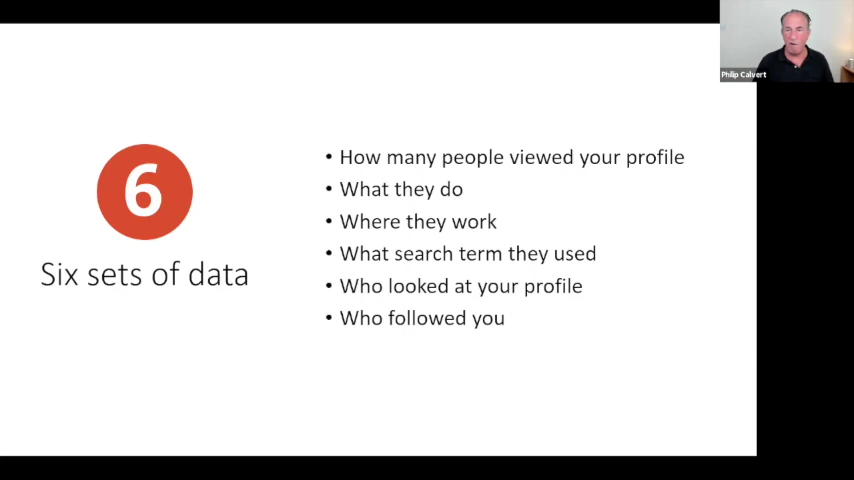 Philip Calvert
6
Six sets of data
• How many people viewed your profile
• What they do
• Where they work
• What search term they used
• Who looked at your profile
• Who followed you